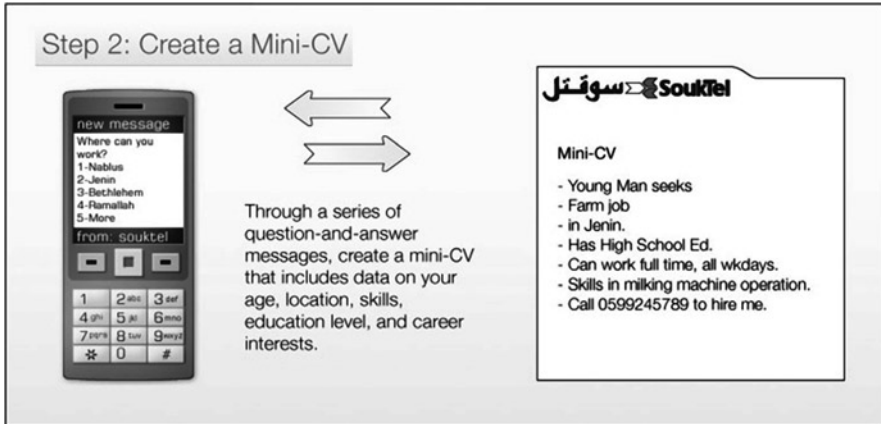 Step 2: Create a Mini-CV
new message
Where can you
work?
1-Nablus
2-Jenin
3-Bethlehem
4-Ramallah
5-More
from: souktel
1 2abc 3def
4ghi 5jkl 6mno
7pqrs 8tuv 9wxyz
* 0 #
Through a series of
question-and-answer
messages, create a mini-CV
that includes data on your
age, location, skills,
education level, and career
interests.
سوقتل SoukTel
Mini-CV
- Young Man seeks
- Farm job
- in Jenin.
- Has High School Ed.
- Can work full time, all wkdays.
- Skills in milking machine operation.
- Call 0599245789 to hire me.